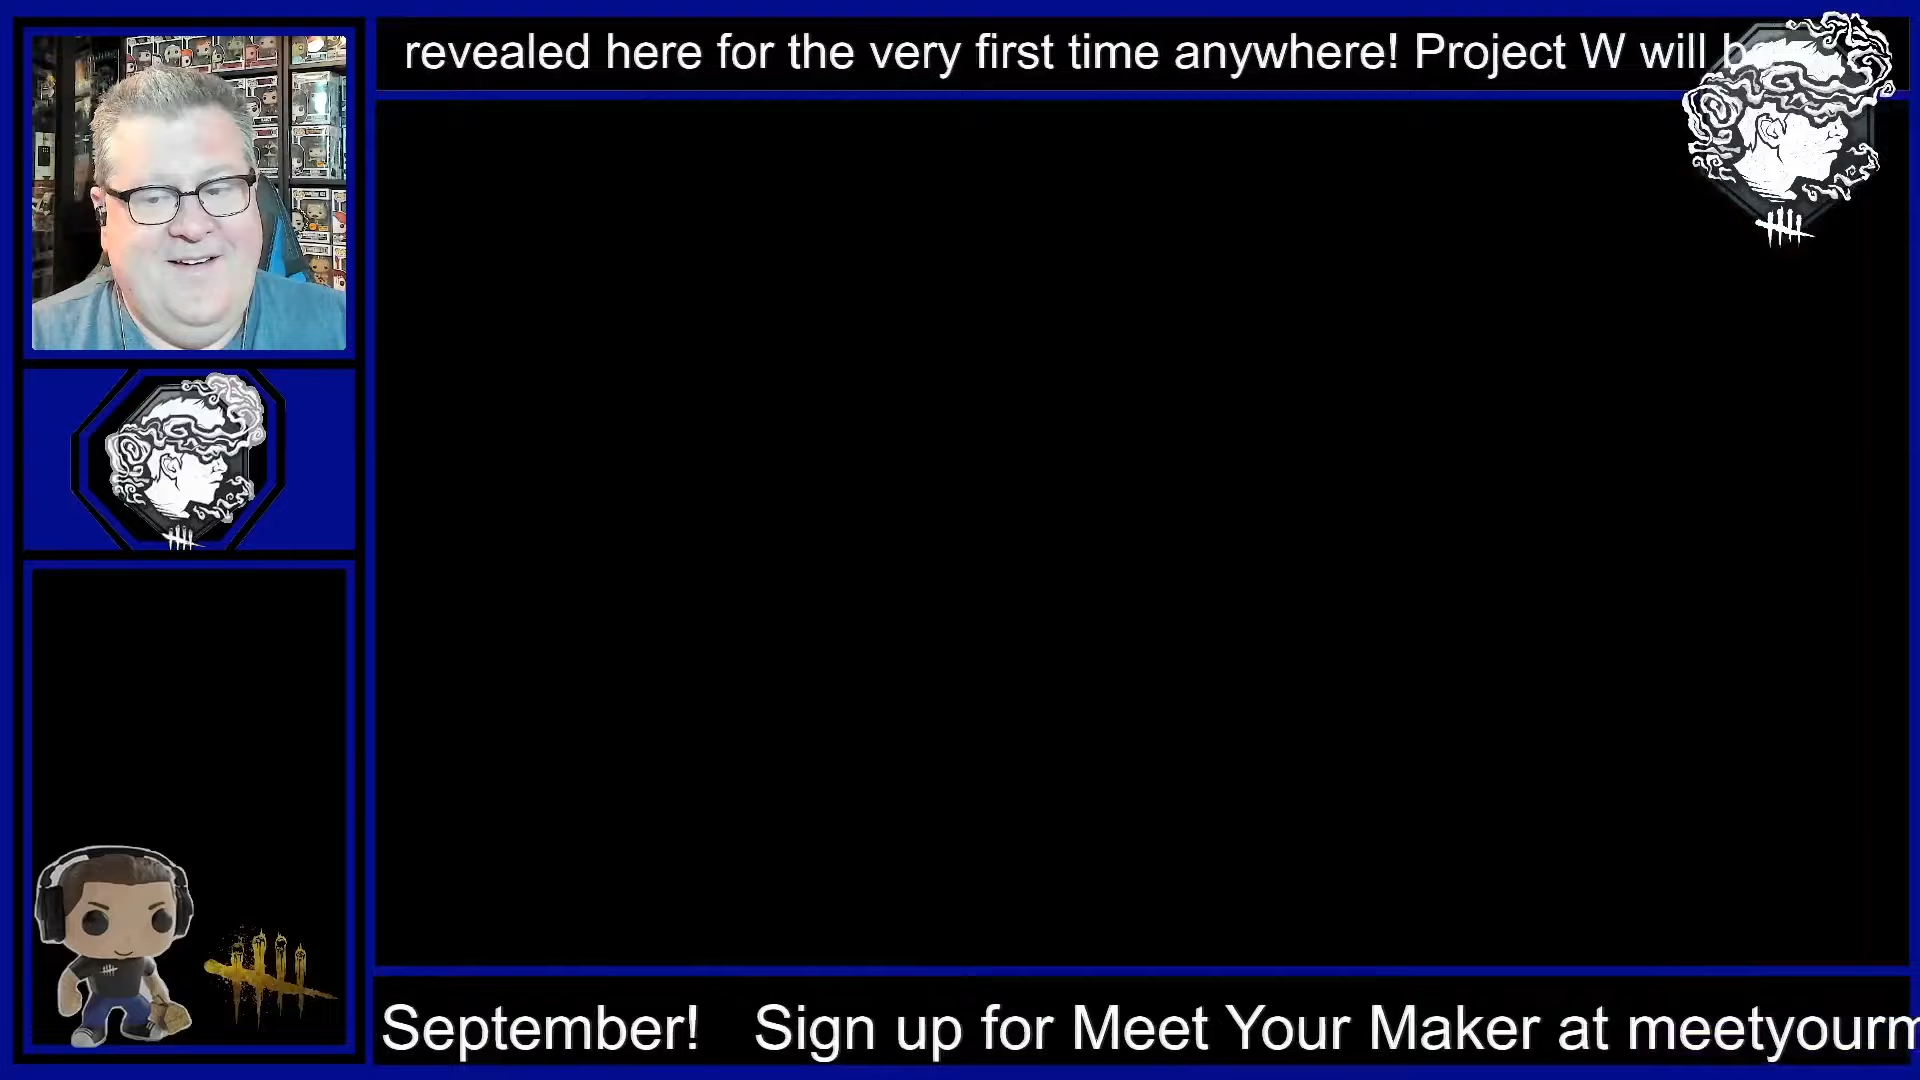 revealed here for the very first time anywhere! Project W will
September! Sign up for Meet Your Maker at meetyourm